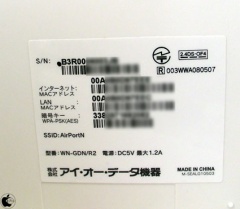 S/N: B3R00
2.4DS・OF4
R 003WWA080507
インターネット: 00A
MACアドレス
LAN 00A
MACアドレス
暗号キー: 338
WPA-PSK(AES)
SSID: AirPortN
型番: WN-GDN/R2 電源: DC5V 最大1.2A
株式会社 アイ・オー・データ機器
MADE IN CHINA